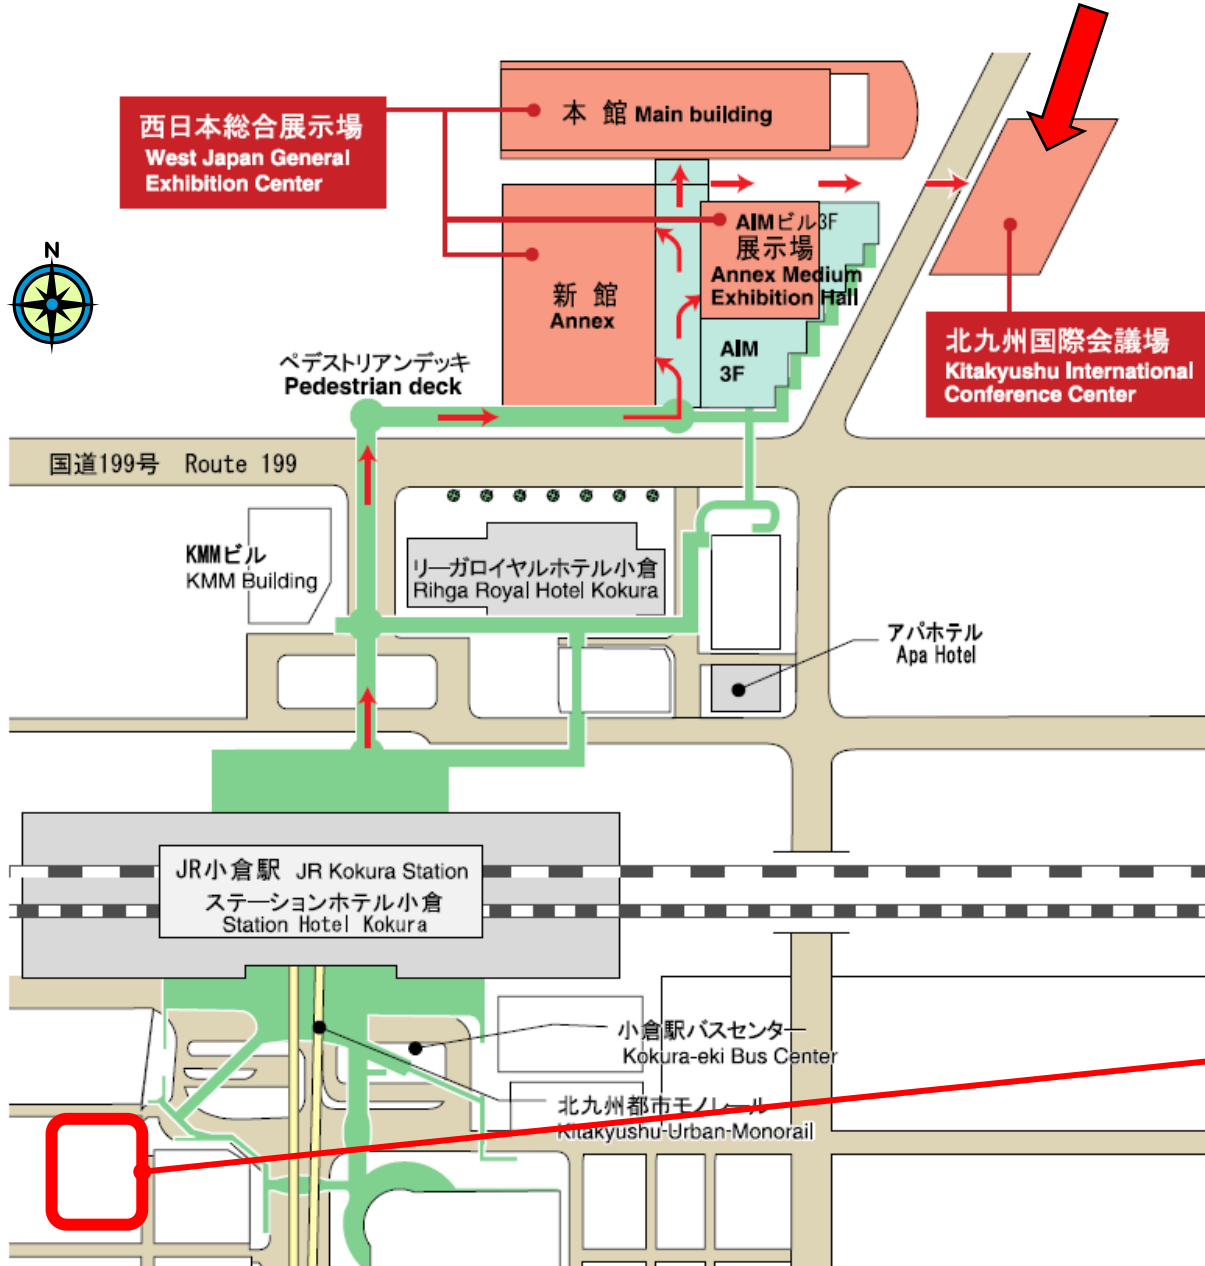 本 館 Main building
西日本総合展示場
West Japan General
Exhibition Center
AIMビル3F
展示場
Annex Medium
Exhibition Hall
N
新 館
Annex
AIM
3F
北九州国際会議場
Kitakyushu International
Conference Center
ペデストリアンデッキ
Pedestrian deck
国道199号 Route 199
KMMビル
KMM Building
リーガロイヤルホテル小倉
Rihga Royal Hotel Kokura
アパホテル
Apa Hotel
JR小倉駅 JR Kokura Station
ステーションホテル小倉
Station Hotel Kokura
小倉駅バスセンター
Kokura-eki Bus Center
北九州都市モノレール
Kitakyushu-Urban-Monorail